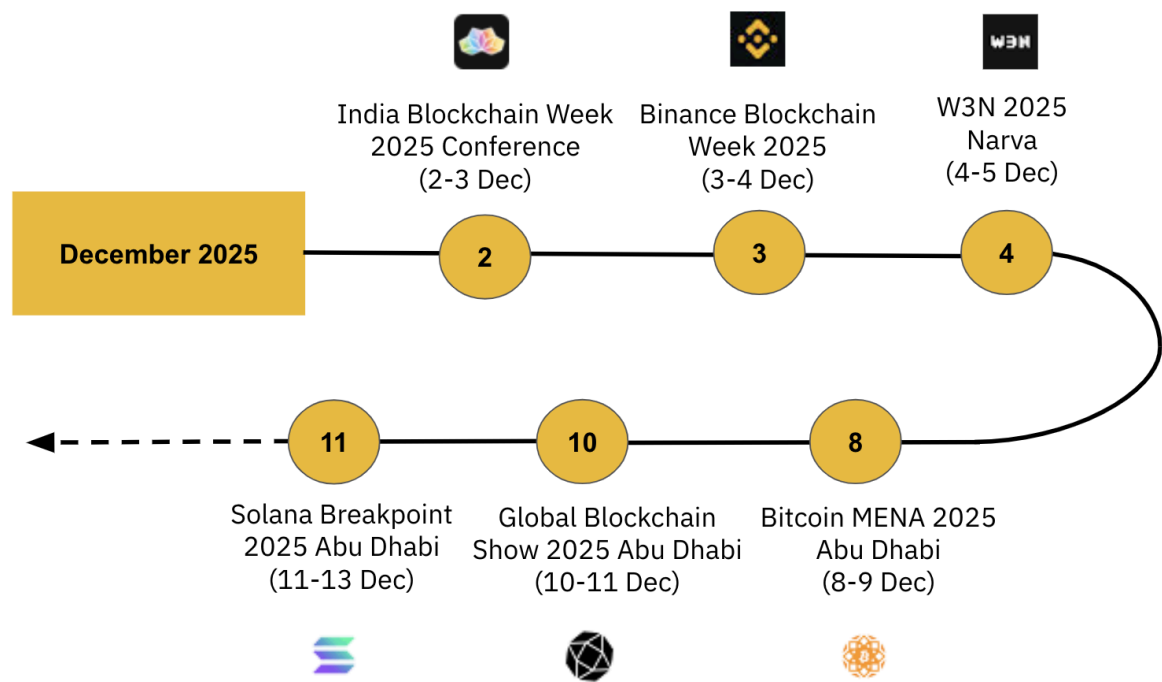 W3N
India Blockchain Week
2025 Conference
(2-3 Dec)
Binance Blockchain
Week 2025
(3-4 Dec)
W3N 2025
Narva
(4-5 Dec)
December 2025
2
3
4
11
10
8
Solana Breakpoint
2025 Abu Dhabi
(11-13 Dec)
Global Blockchain
Show 2025 Abu Dhabi
(10-11 Dec)
Bitcoin MENA 2025
Abu Dhabi
(8-9 Dec)